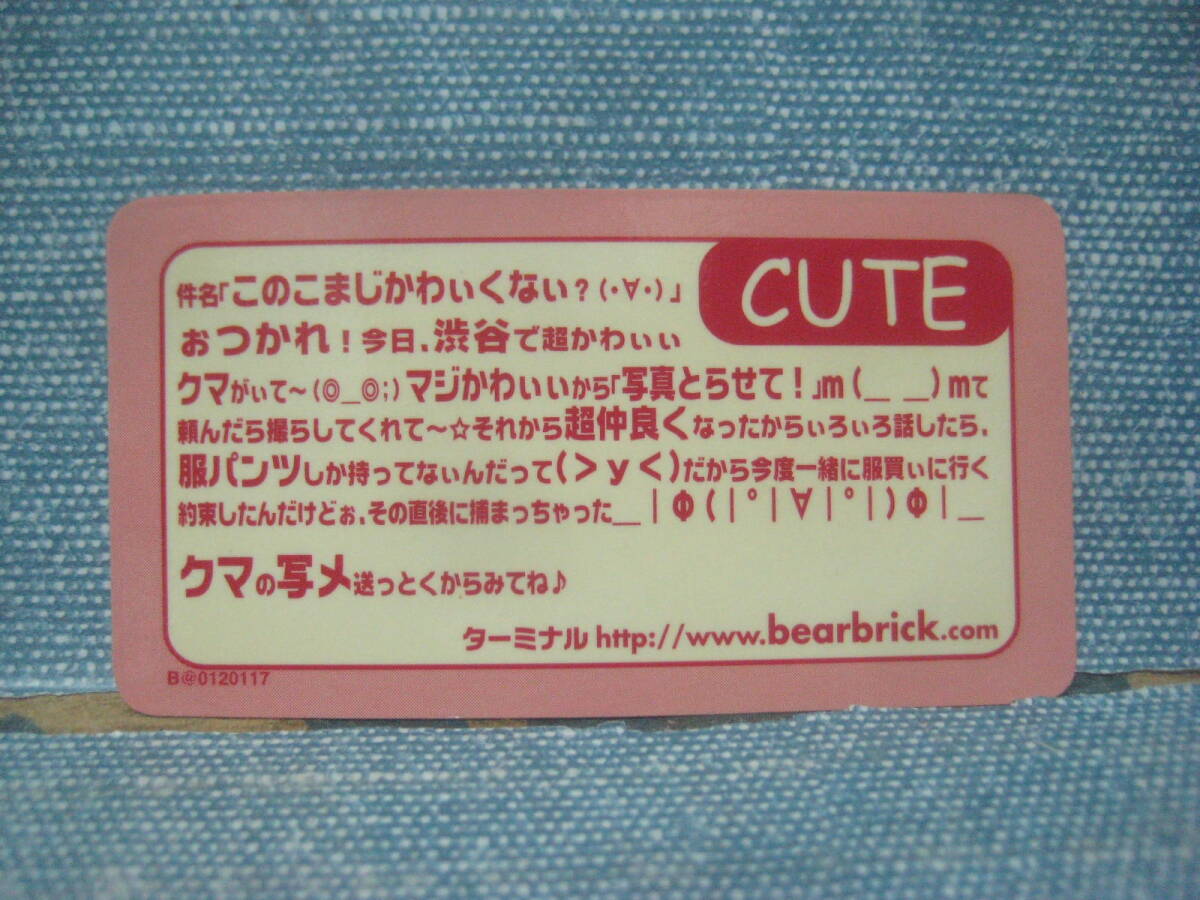 CUTE
件名「このこまじかわぃくなぃ？(・∀・)」
ぉつかれ！今日、渋谷で超かわぃぃ
クマがぃて～(◎_◎;)マジかわぃぃから「写真とらせて！」m(_ _)mて
頼んだら撮らしてくれて～☆それから超仲良くなったからぃろぃろ話したら、
服パンツしか持ってなぃんだって(>y<)だから今度一緒に服買ぃに行く
約束したんだけどぉ、その直後に捕まっちゃった__|Φ(|°|∀|°|)Φ|__
クマの写メ送っとくからみてね♪
ターミナル http://www.bearbrick.com
B@0120117